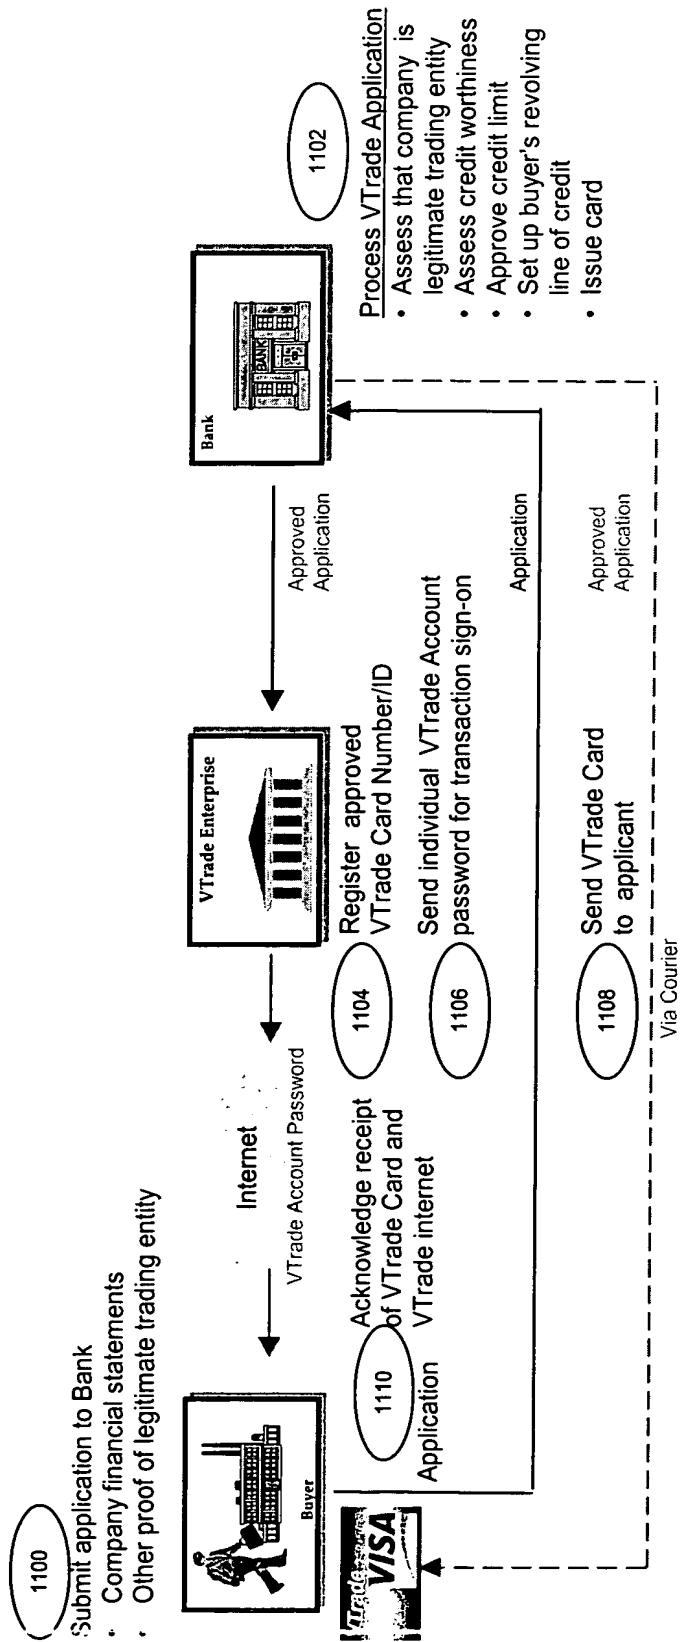 1100
Submit application to Bank
• Company financial statements
• Other proof of legitimate trading entity
Buyer
VTrade
VISA
Internet
VTrade Account Password
VTrade Enterprise
Approved
Application
Bank
BANK
1102
Process VTrade Application
• Assess that company is
legitimate trading entity
• Assess credit worthiness
• Approve credit limit
• Set up buyer's revolving
line of credit
• Issue card
1110
Acknowledge receipt
of VTrade Card and
VTrade internet
Application
1104
Register approved
VTrade Card Number/ID
1106
Send individual VTrade Account
password for transaction sign-on
Application
1108
Send VTrade Card
to applicant
Approved
Application
Via Courier